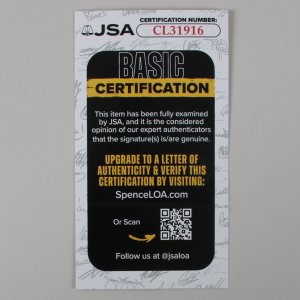 JSA
CERTIFICATION NUMBER:
CL31916
BASIC
CERTIFICATION
This item has been fully examined
by JSA, and it is the considered
opinion of our expert authenticators
that the signature(s) is/are genuine.
UPGRADE TO A LETTER OF
AUTHENTICITY & VERIFY THIS
CERTIFICATION BY VISITING:
SpenceLOA.com
Or Scan
Follow us at @jsaloa